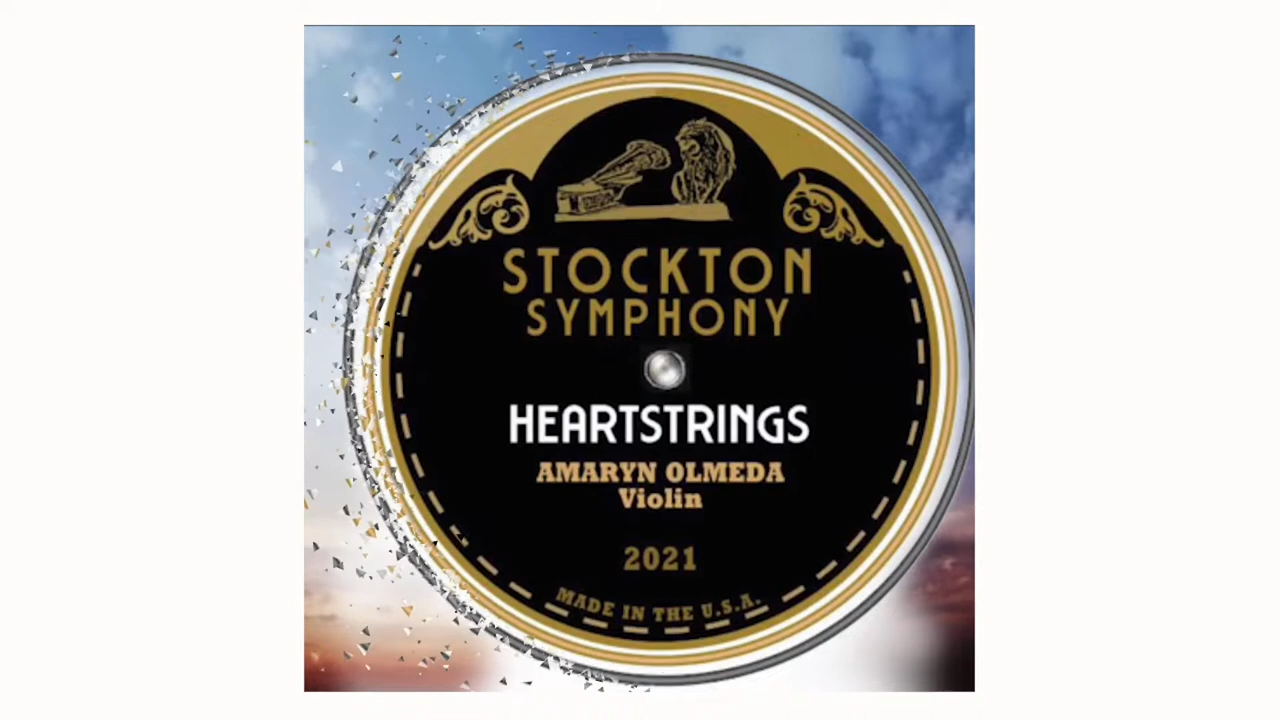 STOCKTON
SYMPHONY
HEARTSTRINGS
AMARYN OLMEDA
Violin
2021
MADE IN THE U.S.A.